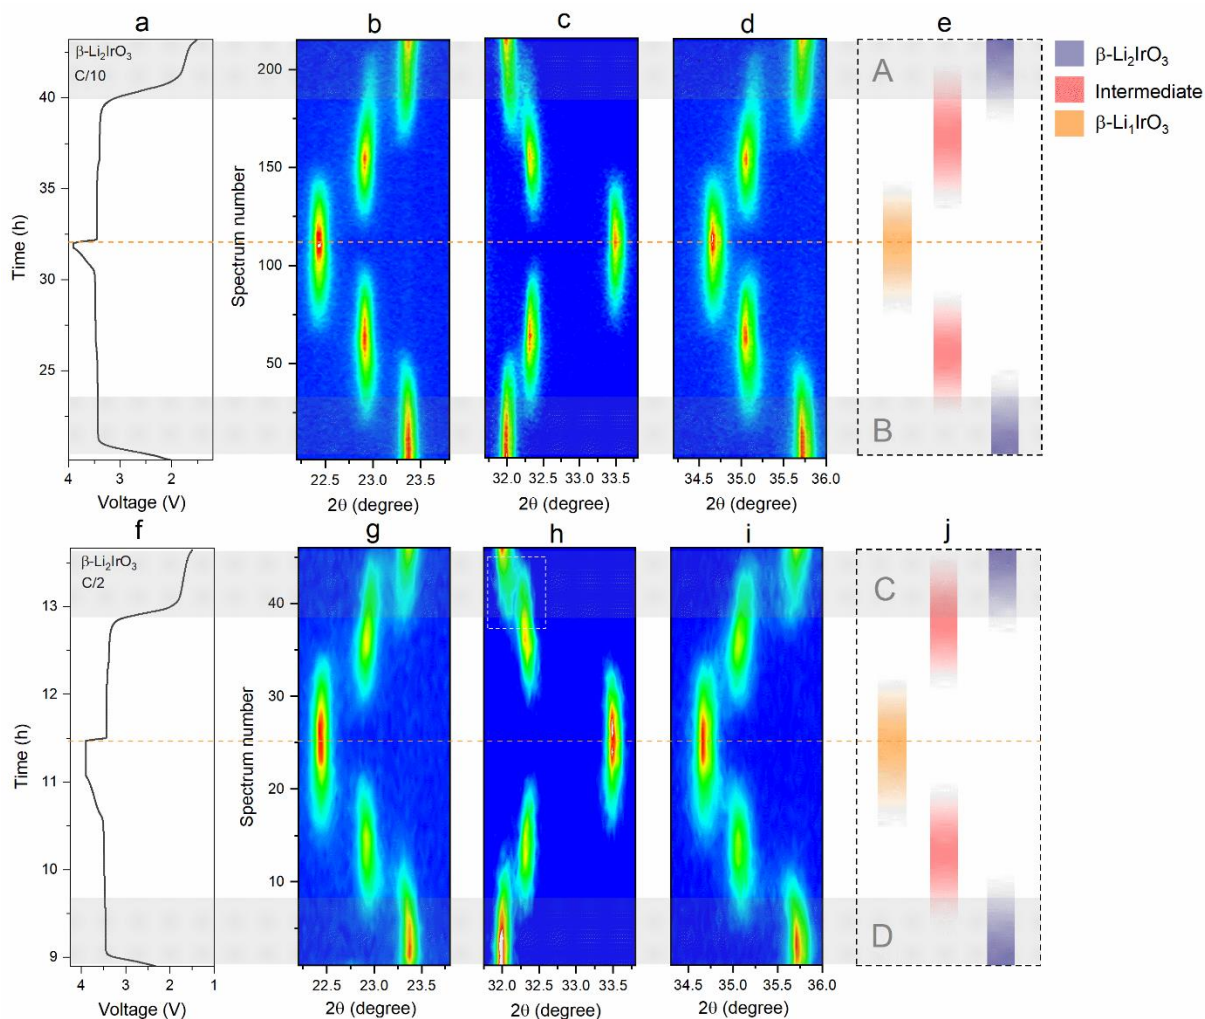 a
b
c
d
e
β-Li₂IrO₃
C/10
40
35
30
25
Time (h)
4
3
2
Voltage (V)
200
150
100
50
Spectrum number
22.5
23.0
23.5
2θ (degree)
32.0
32.5
33.0
33.5
2θ (degree)
34.5
35.0
35.5
36.0
2θ (degree)
A
B
β-Li₂IrO₃
Intermediate
β-Li₁IrO₃
f
g
h
i
j
β-Li₂IrO₃
C/2
13
12
11
10
9
Time (h)
4
3
2
1
Voltage (V)
40
30
20
10
Spectrum number
22.5
23.0
23.5
2θ (degree)
32.0
32.5
33.0
33.5
2θ (degree)
34.5
35.0
35.5
36.0
2θ (degree)
C
D